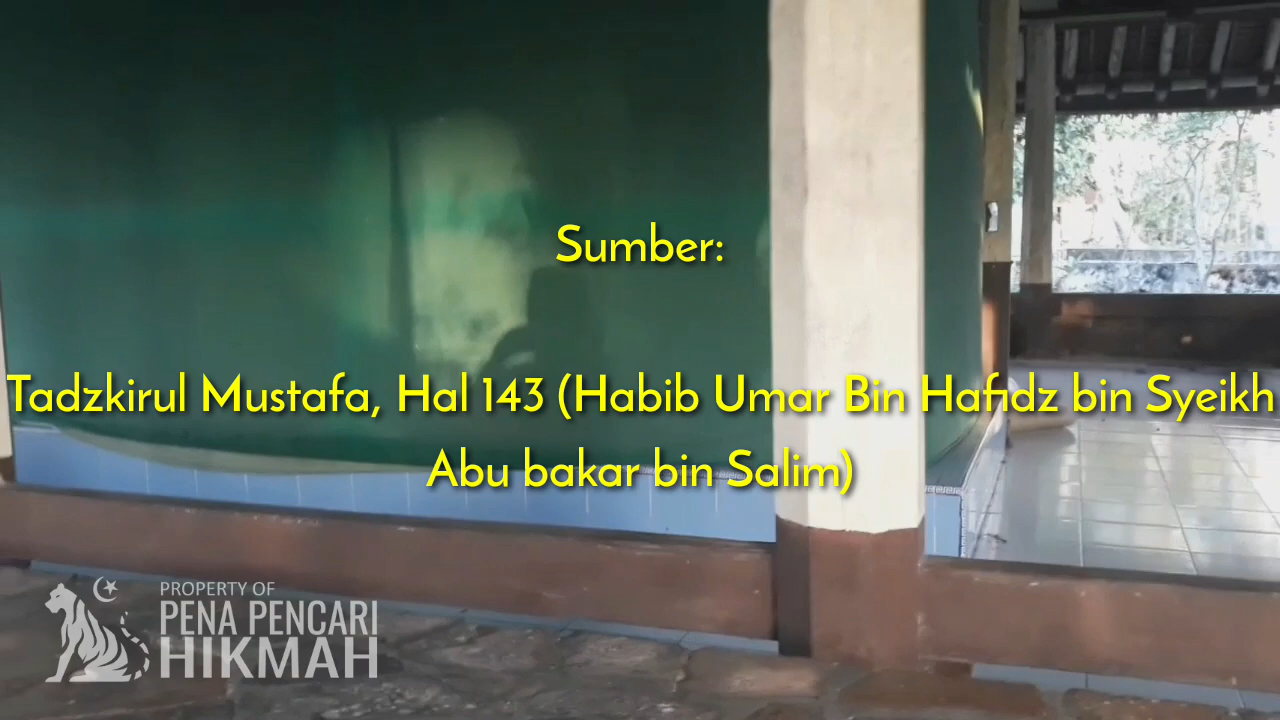 Sumber:
Tadzkirul Mustafa, Hal 143 (Habib Umar Bin Hafidz bin Syeikh
Abu bakar bin Salim)
PROPERTY OF
PENA PENCARI
HIKMAH